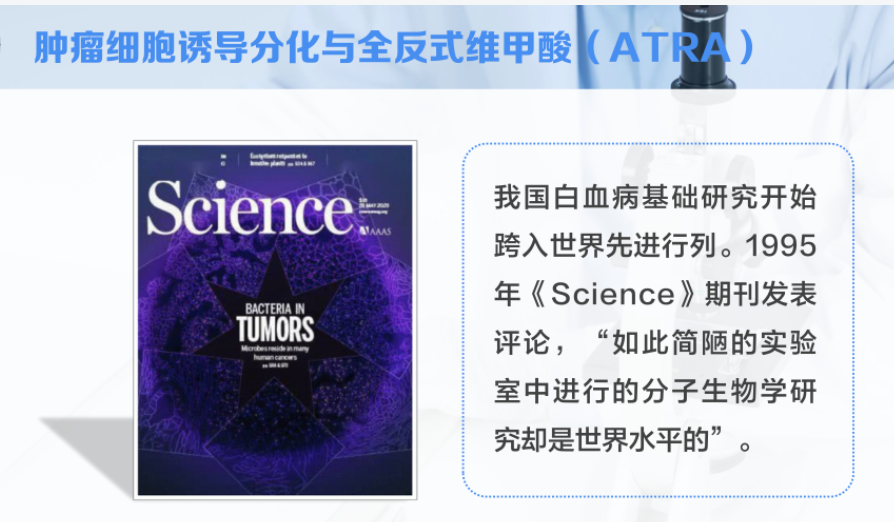 肿瘤细胞诱导分化与全反式维甲酸（ATRA）
Science
AAAS
BACTERIA IN
TUMORS
Microbes reside in many
human cancers
我国白血病基础研究开始
跨入世界先进行列。1995
年《Science》期刊发表
评论，“如此简陋的实验
室中进行的分子生物学研
究却是世界水平的”。